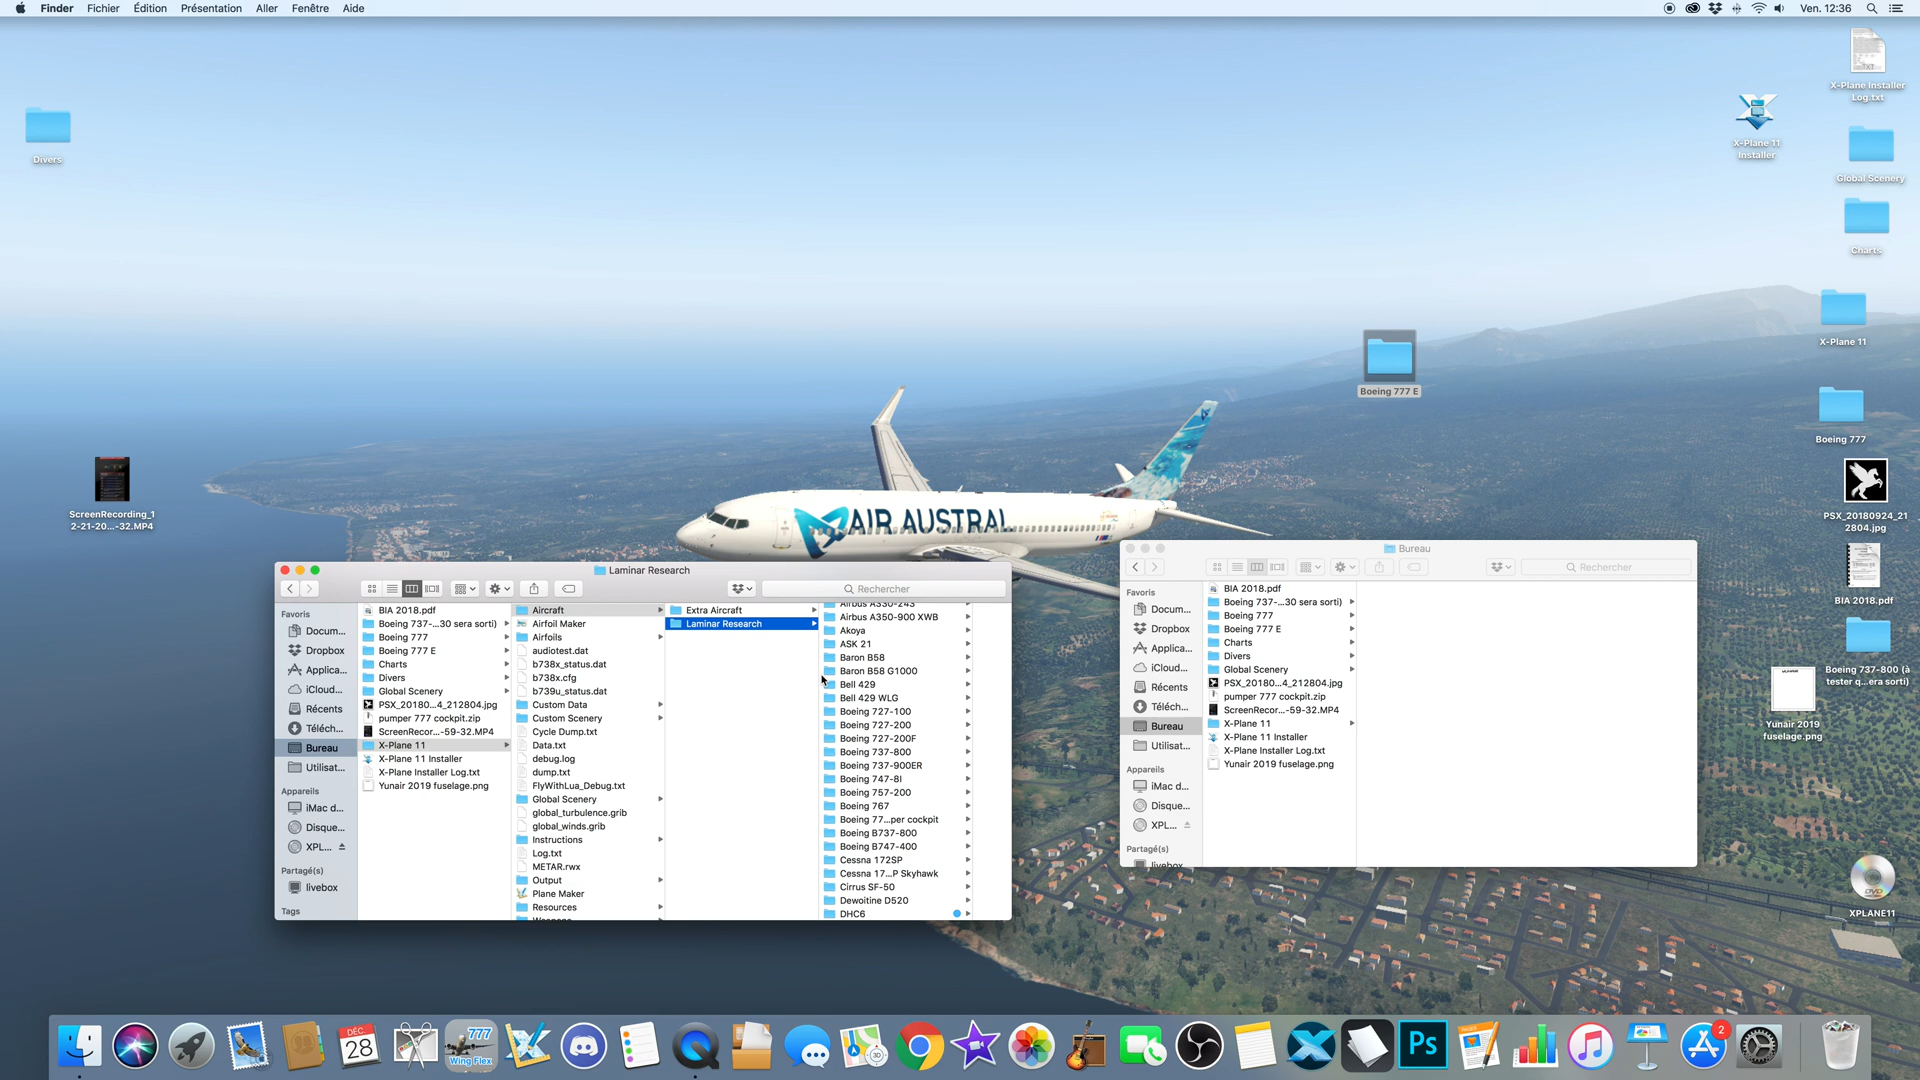 Finder Fichier Édition Présentation Aller Fenêtre Aide Ven. 12:36
X-Plane Installer
Log.txt
X-Plane 11
Installer
Divers
Global Scenery
Charts
X-Plane 11
Boeing 777 E
Boeing 777
ScreenRecording_1
2-21-20...-32.MP4
PSX_20180924_21
2804.jpg
AIR AUSTRAL
BIA 2018.pdf
Boeing 737-800 (à
tester q...era sorti)
Yunair 2019
fuselage.png
XPLANE11
Laminar Research
Rechercher
Favoris
Docum...
Dropbox
Applica...
iCloud...
Récents
Téléch...
Bureau
Utilisat...
Appareils
iMac d...
Disque...
XPL...
Partagé(s)
livebox
Tags
BIA 2018.pdf
Boeing 737-...30 sera sorti)
Boeing 777
Boeing 777 E
Charts
Divers
Global Scenery
PSX_20180...4_212804.jpg
pumper 777 cockpit.zip
ScreenRecor...-59-32.MP4
X-Plane 11
X-Plane 11 Installer
X-Plane Installer Log.txt
Yunair 2019 fuselage.png
Aircraft
Airfoil Maker
Airfoils
audiotest.dat
b738x_status.dat
b738x.cfg
b739u_status.dat
Custom Data
Custom Scenery
Cycle Dump.txt
Data.txt
debug.log
dump.txt
FlyWithLua_Debug.txt
Global Scenery
global_turbulence.grib
global_winds.grib
Instructions
Log.txt
METAR.rwx
Output
Plane Maker
Resources
Weapons
Extra Aircraft
Laminar Research
Airbus A330-243
Airbus A350-900 XWB
Akoya
ASK 21
Baron B58
Baron B58 G1000
Bell 429
Bell 429 WLG
Boeing 727-100
Boeing 727-200
Boeing 727-200F
Boeing 737-800
Boeing 737-900ER
Boeing 747-8I
Boeing 757-200
Boeing 767
Boeing 77...per cockpit
Boeing B737-800
Boeing B747-400
Cessna 172SP
Cessna 17...P Skyhawk
Cirrus SF-50
Dewoitine D520
DHC6
Bureau
Rechercher
Favoris
Docum...
Dropbox
Applica...
iCloud...
Récents
Téléch...
Bureau
Utilisat...
Appareils
iMac d...
Disque...
XPL...
Partagé(s)
livebox
BIA 2018.pdf
Boeing 737-...30 sera sorti)
Boeing 777
Boeing 777 E
Charts
Divers
Global Scenery
PSX_20180...4_212804.jpg
pumper 777 cockpit.zip
ScreenRecor...-59-32.MP4
X-Plane 11
X-Plane 11 Installer
X-Plane Installer Log.txt
Yunair 2019 fuselage.png
DÉC.
28
777
Wing Flex
30
Ps
2